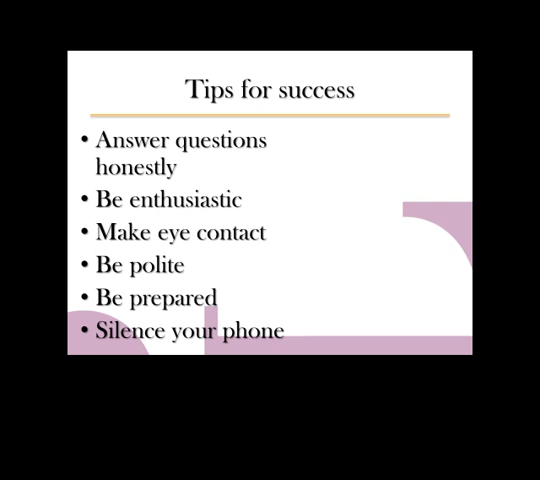 Tips for success
• Answer questions
honestly
• Be enthusiastic
• Make eye contact
• Be polite
• Be prepared
• Silence your phone